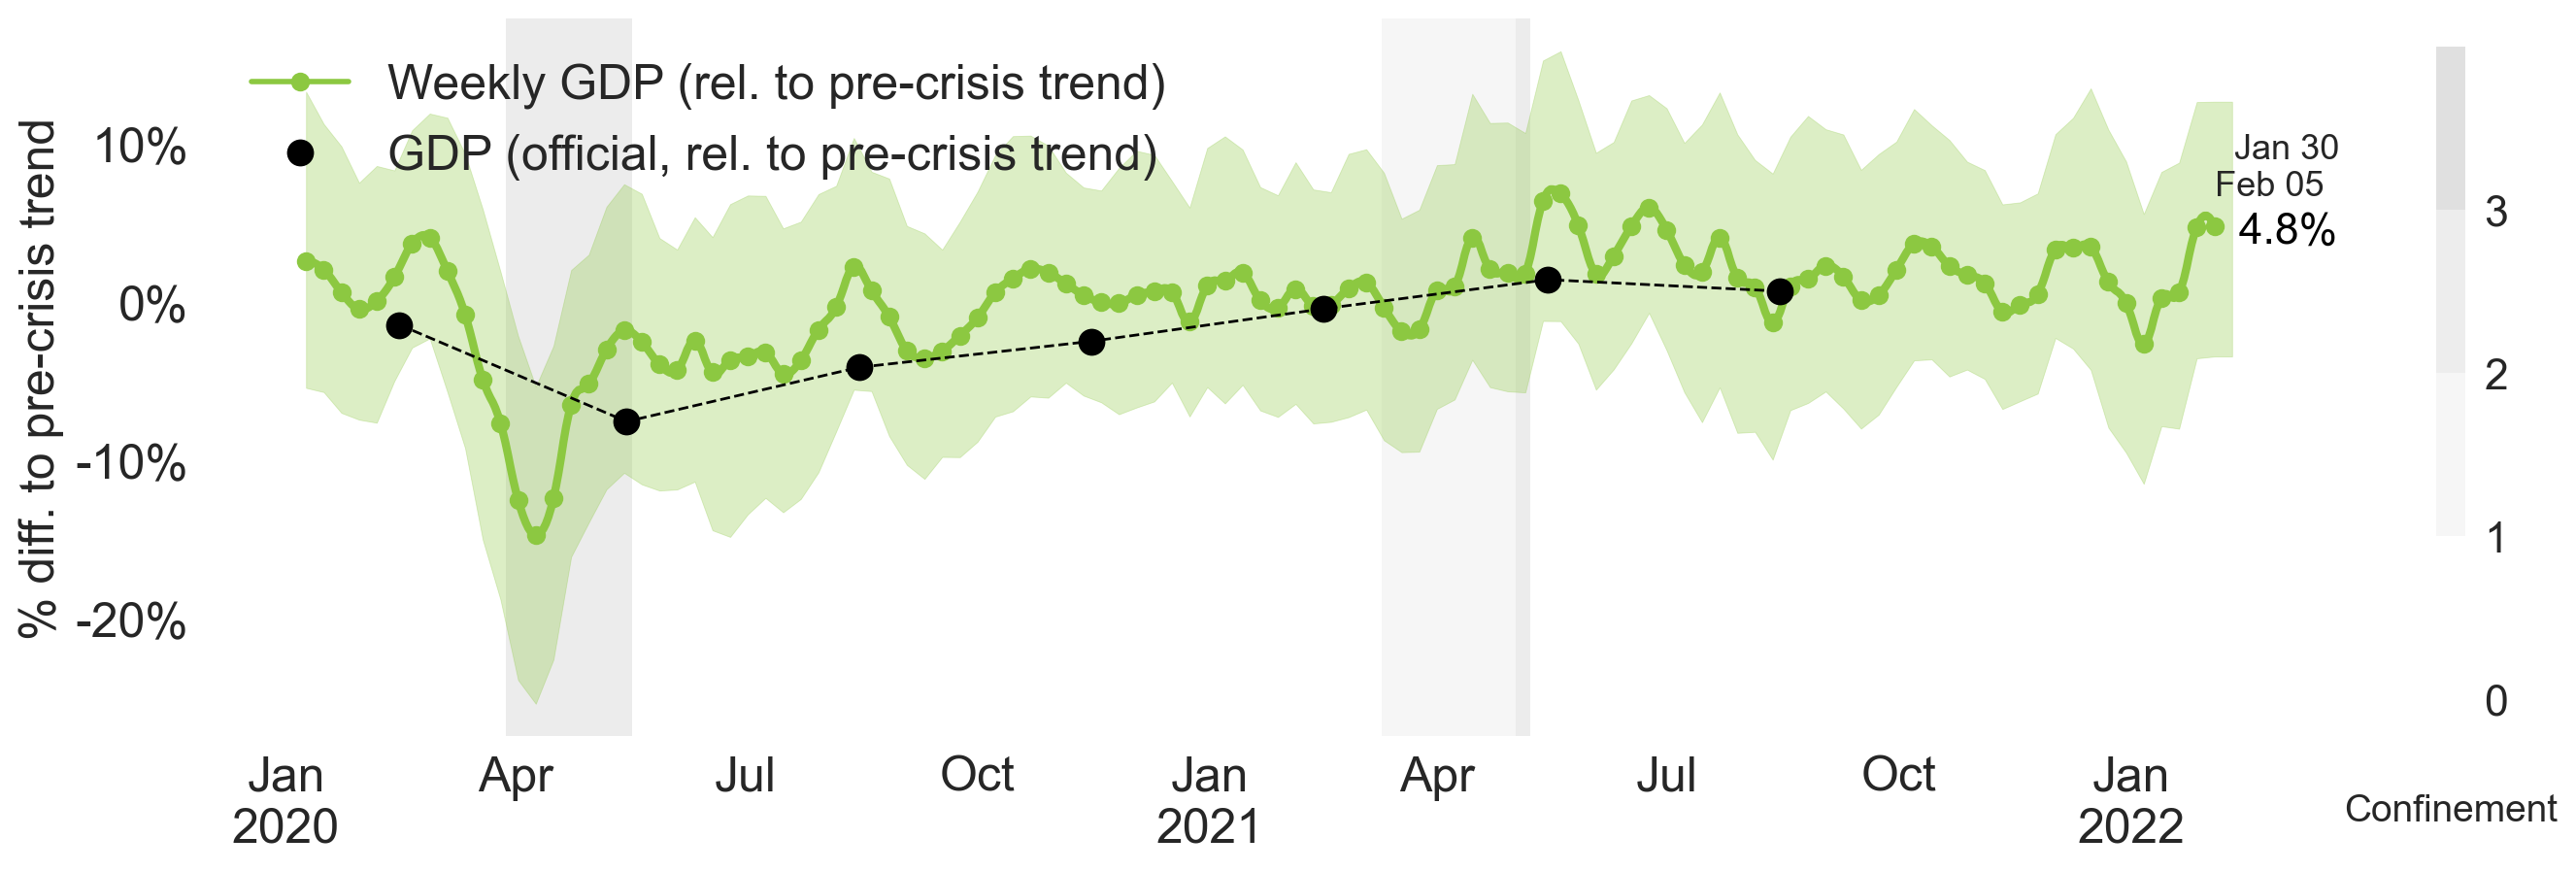 Weekly GDP (rel. to pre-crisis trend)
GDP (official, rel. to pre-crisis trend)
% diff. to pre-crisis trend
10%
0%
-10%
-20%
Jan 30
Feb 05
4.8%
3
2
1
0
Jan Apr Jul Oct Jan Apr Jul Oct Jan
2020 2021 2022
Confinement